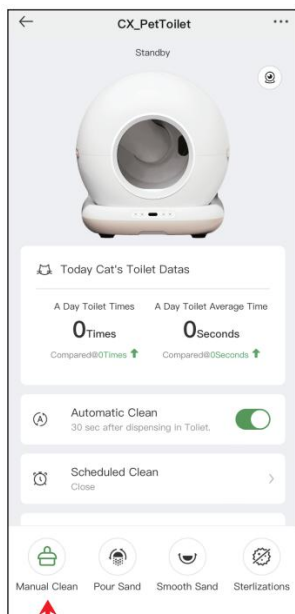 CX_PetToilet
Standby
Today Cat's Toilet Datas
A Day Toilet Times A Day Toilet Average Time
0Times 0Seconds
Compared@0Times ↑ Compared@0Seconds ↑
Automatic Clean
30 sec after dispensing in Toliet.
Scheduled Clean
Close
Manual Clean Pour Sand Smooth Sand Sterlizations